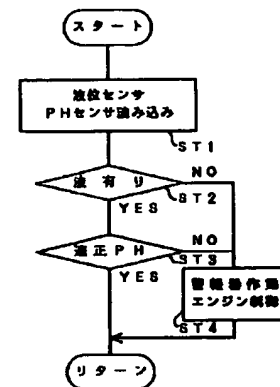 スタート
液位センサ
PHセンサ読み込み
ST1
液有り
NO
ST2
YES
適正PH
NO
ST3
YES
警報器作動
エンジン制御
ST4
リターン